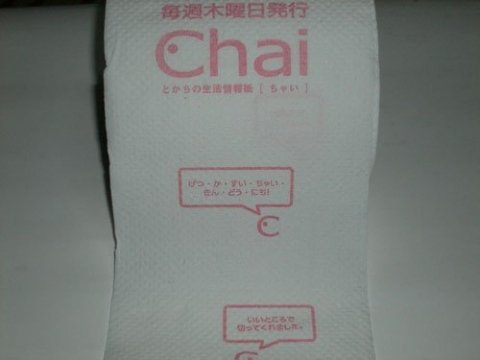 毎週木曜日発行
Chai
とかちの生活情報紙 [ ちゃい ]
げつ・か・すい・ちゃい・
きん・どう・にち!
C
いいところで
切ってくれました。